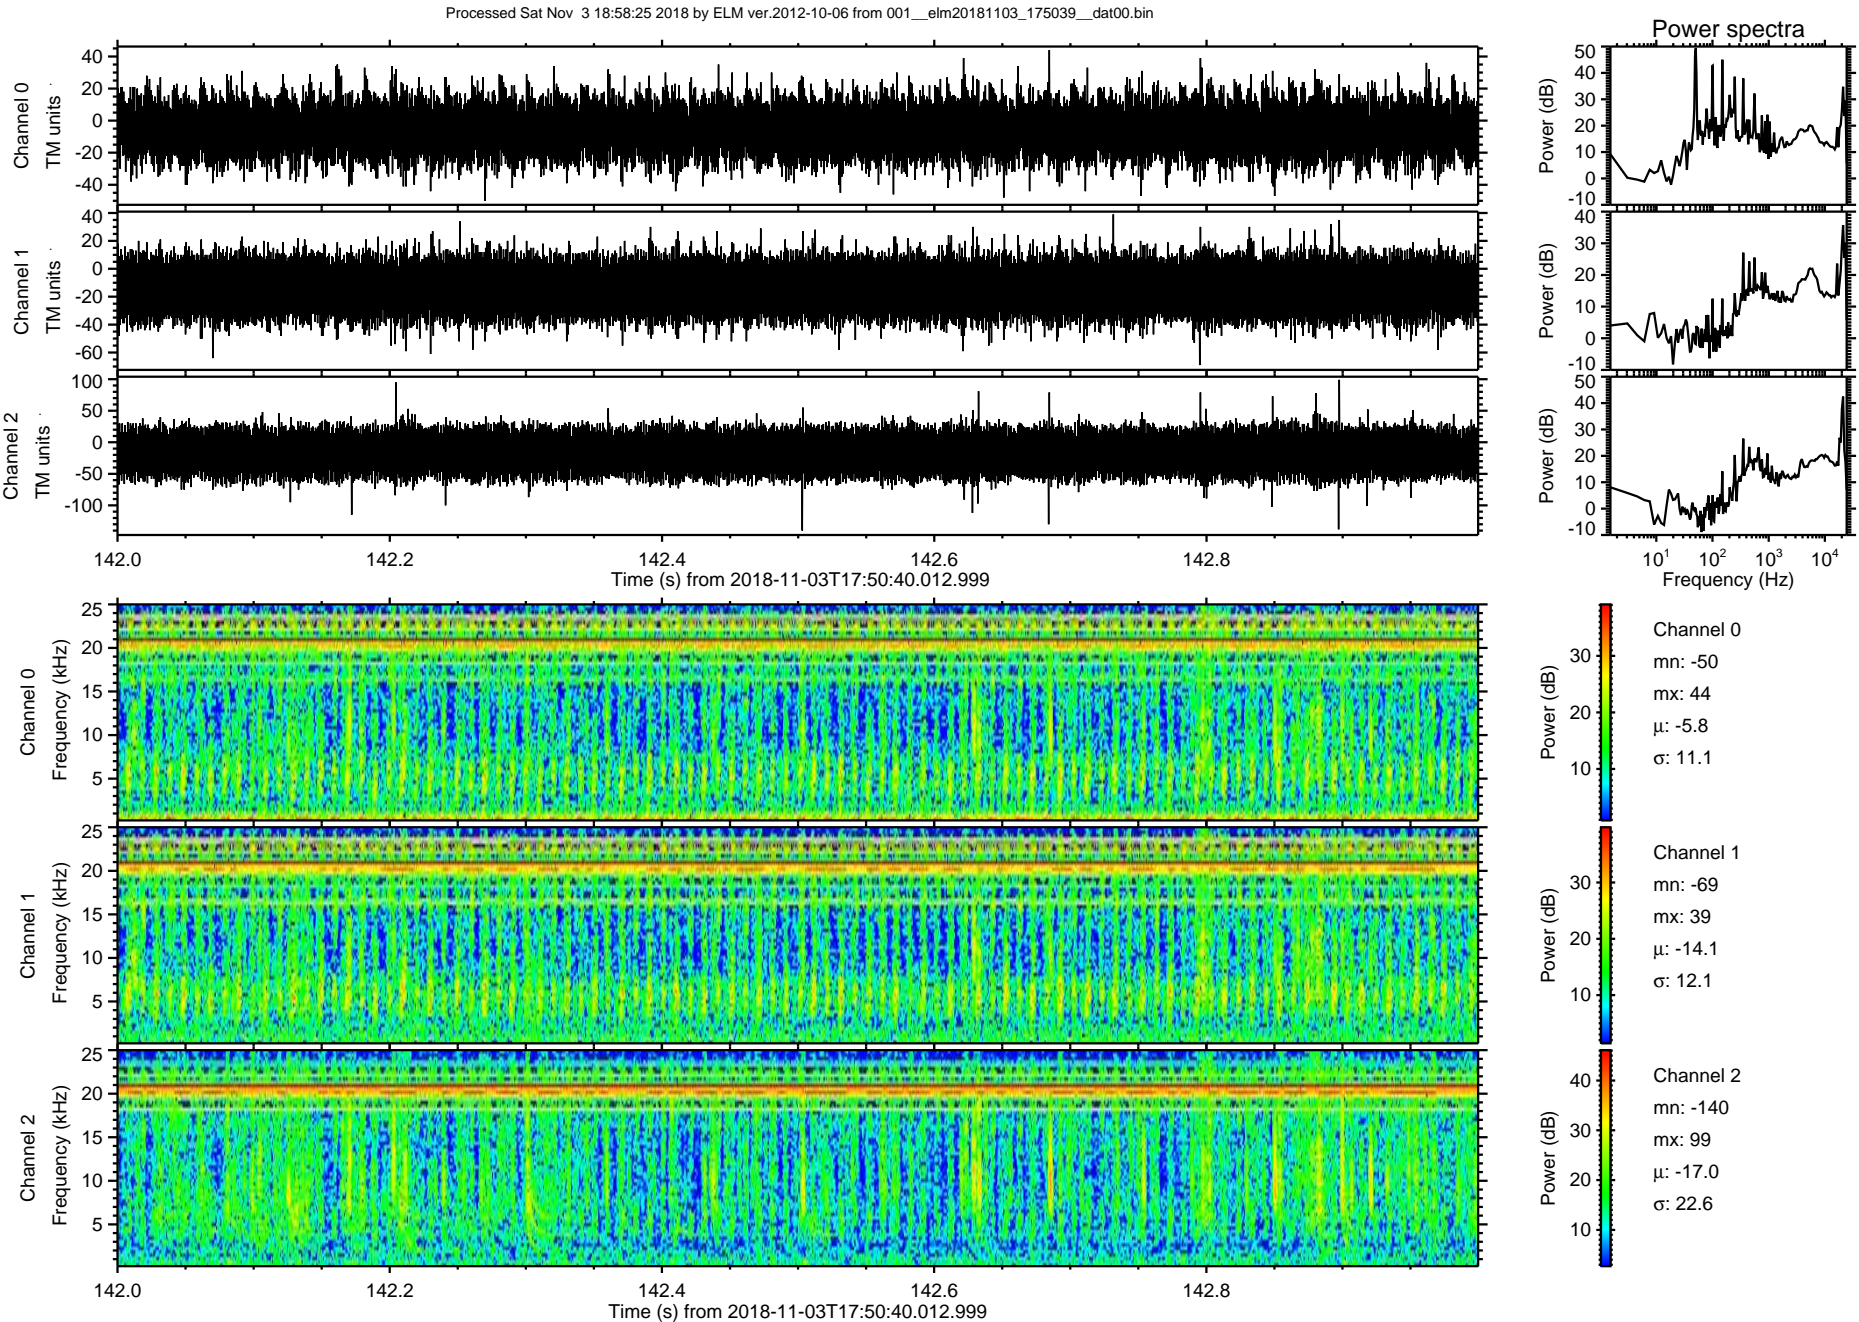 Processed Sat Nov  3 18:58:25 2018 by ELM ver.2012-10-06 from 001__elm20181103_175039__dat00.bin
Power spectra
Channel 0
TM units
40
20
0
-20
-40
Power (dB)
50
40
30
20
10
0
-10
Channel 1
TM units
40
20
0
-20
-40
-60
Power (dB)
40
30
20
10
0
-10
Channel 2
TM units
100
50
0
-50
-100
Power (dB)
50
40
30
20
10
0
-10
142.0 142.2 142.4 142.6 142.8
Time (s) from 2018-11-03T17:50:40.012.999
10¹ 10² 10³ 10⁴
Frequency (Hz)
Channel 0
Frequency (kHz)
25
20
15
10
5
Power (dB)
30
20
10
Channel 0
mn: -50
mx: 44
μ: -5.8
σ: 11.1
Channel 1
Frequency (kHz)
25
20
15
10
5
Power (dB)
30
20
10
Channel 1
mn: -69
mx: 39
μ: -14.1
σ: 12.1
Channel 2
Frequency (kHz)
25
20
15
10
5
Power (dB)
40
30
20
10
Channel 2
mn: -140
mx: 99
μ: -17.0
σ: 22.6
142.0 142.2 142.4 142.6 142.8
Time (s) from 2018-11-03T17:50:40.012.999